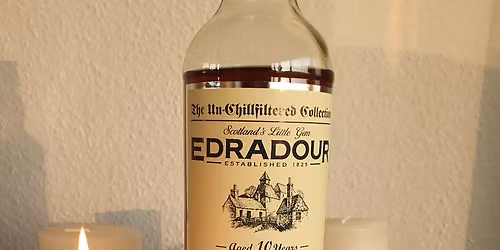 The Un-Chillfiltered Collection
Scotland's Little Gem
EDRADOUR
ESTABLISHED 1825
Aged 10 Years